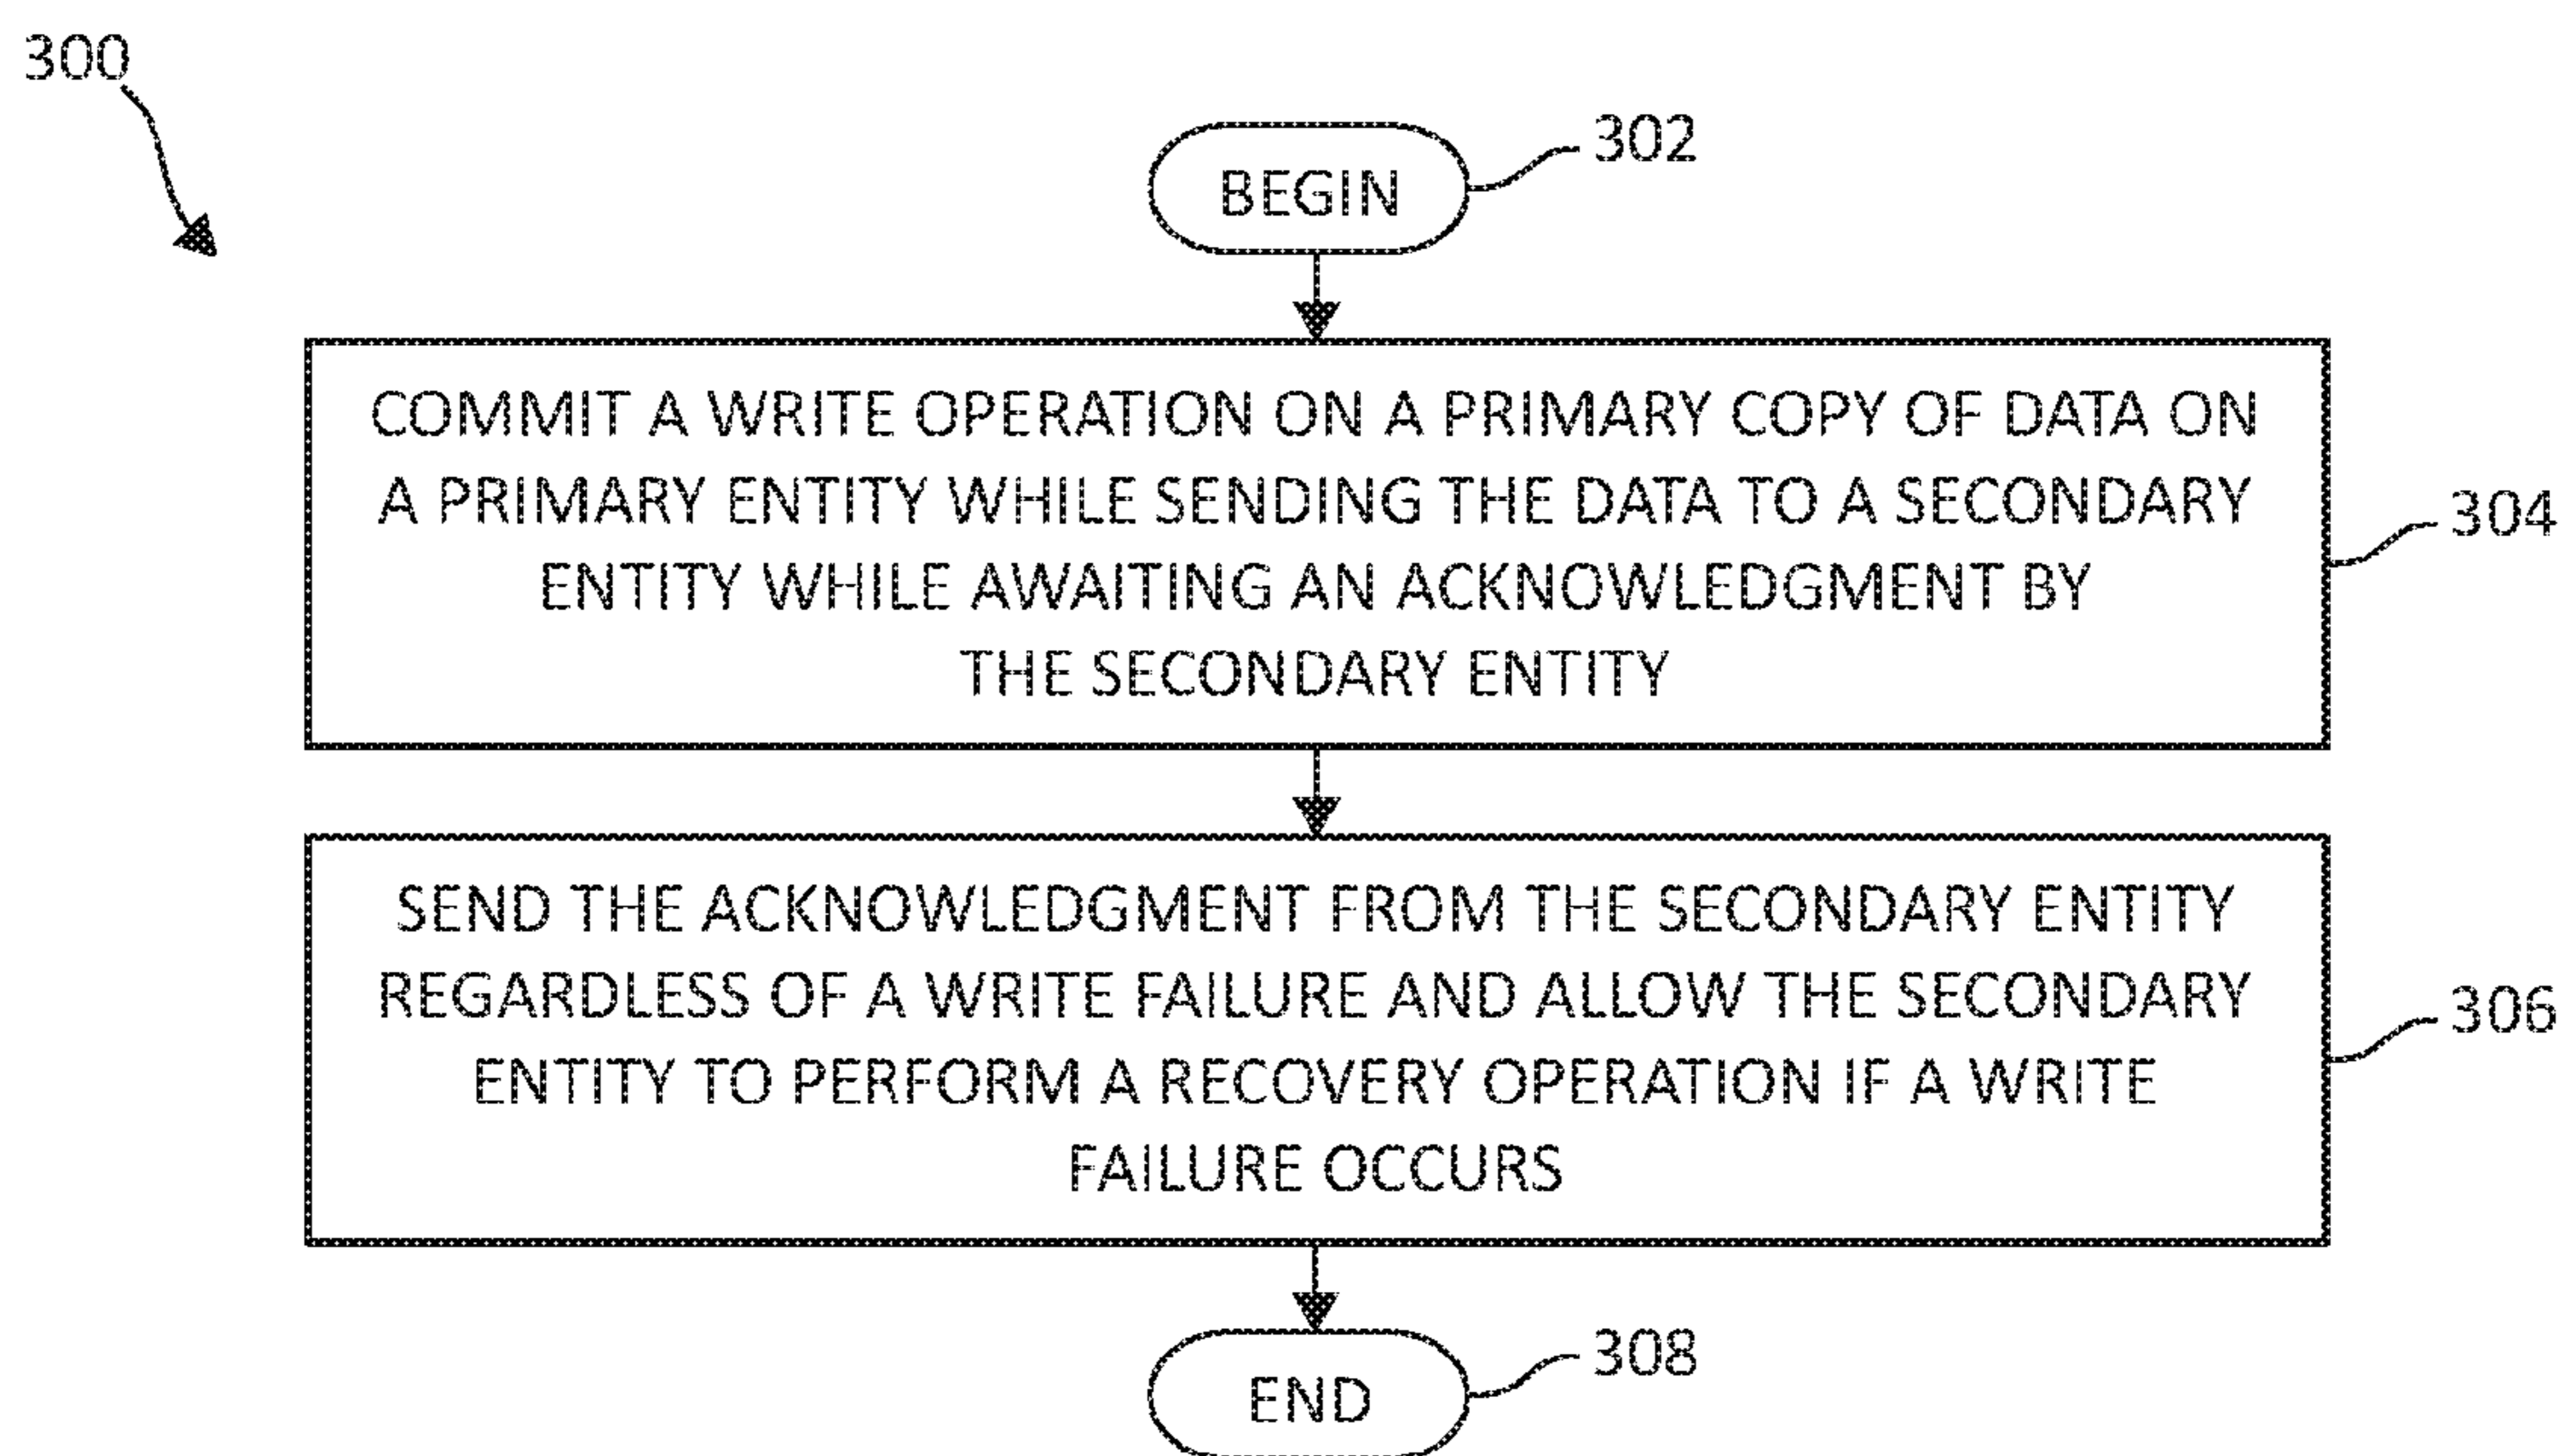 300
302
BEGIN
COMMIT A WRITE OPERATION ON A PRIMARY COPY OF DATA ON
A PRIMARY ENTITY WHILE SENDING THE DATA TO A SECONDARY
ENTITY WHILE AWAITING AN ACKNOWLEDGMENT BY
THE SECONDARY ENTITY
304
SEND THE ACKNOWLEDGMENT FROM THE SECONDARY ENTITY
REGARDLESS OF A WRITE FAILURE AND ALLOW THE SECONDARY
ENTITY TO PERFORM A RECOVERY OPERATION IF A WRITE
FAILURE OCCURS
306
308
END